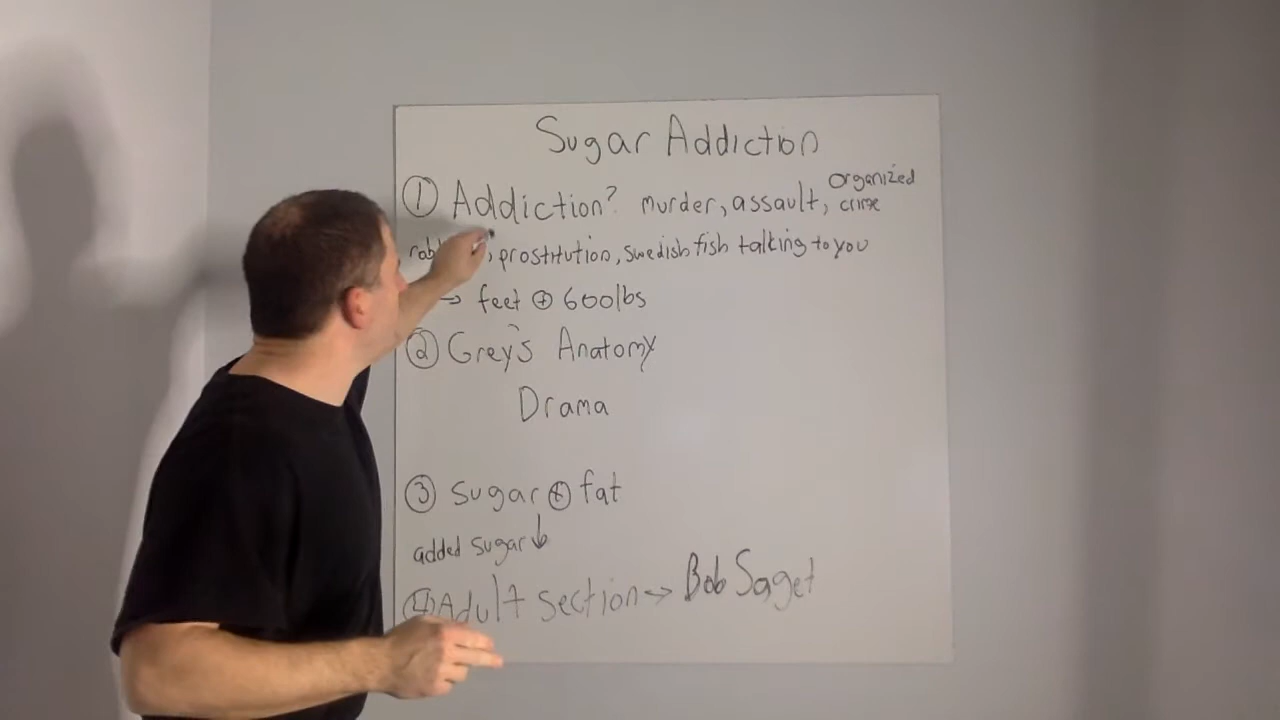 Sugar Addiction
① Addiction? murder, assault, organized crime
, prostitution, swedish fish talking to you
→ feet ⊕ 600lbs
② Grey's Anatomy
Drama
③ sugar ⊕ fat
added sugar ↓
④ Adult section → Bob Saget